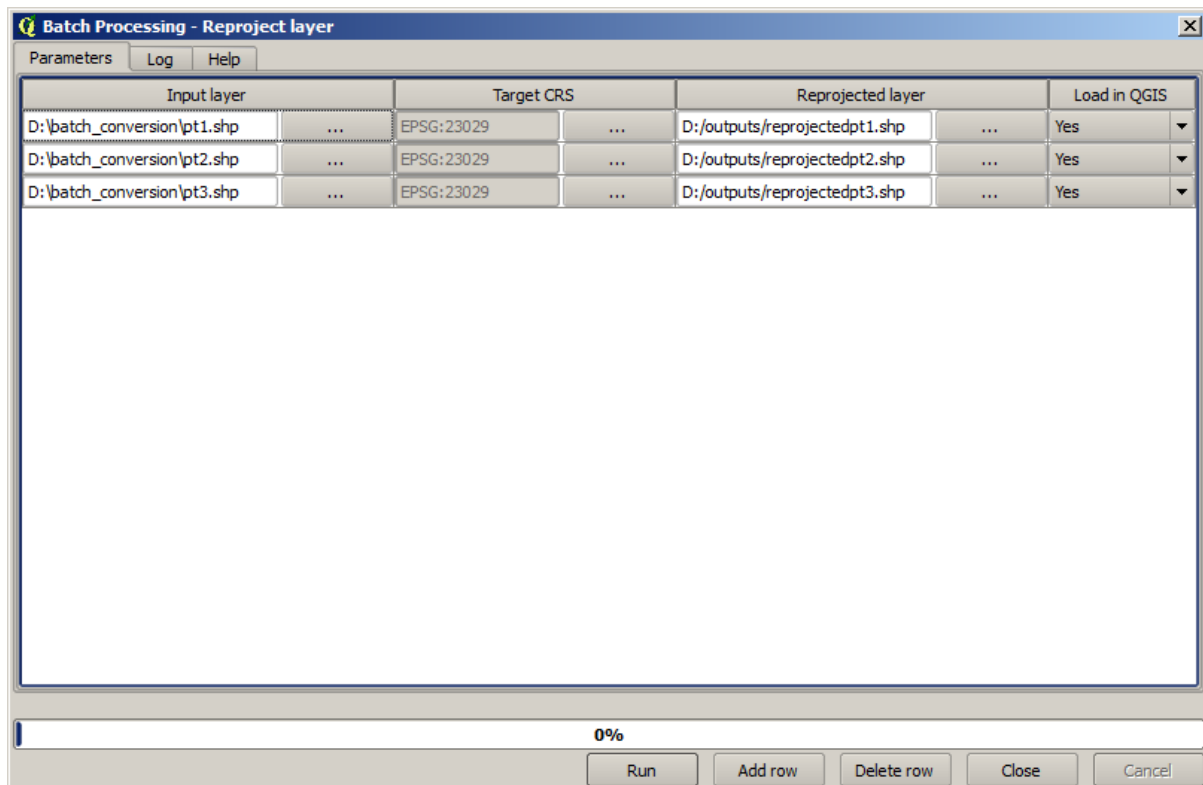 Batch Processing - Reproject layer
Parameters Log Help
Input layer Target CRS Reprojected layer Load in QGIS
D:\batch_conversion\pt1.shp ... EPSG:23029 ... D:/outputs/reprojectedpt1.shp ... Yes
D:\batch_conversion\pt2.shp ... EPSG:23029 ... D:/outputs/reprojectedpt2.shp ... Yes
D:\batch_conversion\pt3.shp ... EPSG:23029 ... D:/outputs/reprojectedpt3.shp ... Yes
0%
Run Add row Delete row Close Cancel